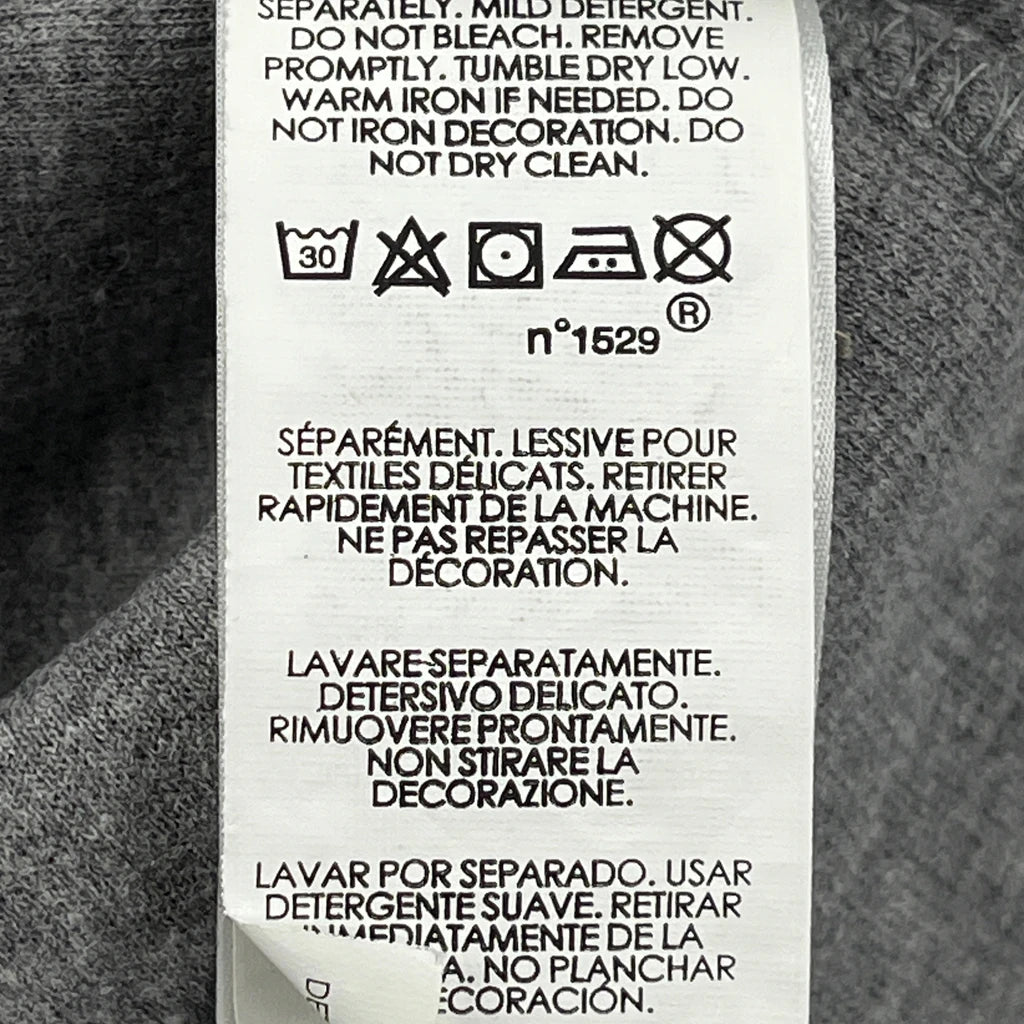 SEPARATELY. MILD DETERGENT.
DO NOT BLEACH. REMOVE
PROMPTLY. TUMBLE DRY LOW.
WARM IRON IF NEEDED. DO
NOT IRON DECORATION. DO
NOT DRY CLEAN.
30
n°1529 ®
SÉPARÉMENT. LESSIVE POUR
TEXTILES DÉLICATS. RETIRER
RAPIDEMENT DE LA MACHINE.
NE PAS REPASSER LA
DÉCORATION.
LAVARE SEPARATAMENTE.
DETERSIVO DELICATO.
RIMUOVERE PRONTAMENTE.
NON STIRARE LA
DECORAZIONE.
LAVAR POR SEPARADO. USAR
DETERGENTE SUAVE. RETIRAR
INMEDIATAMENTE DE LA
A. NO PLANCHAR
ECORACIÓN.